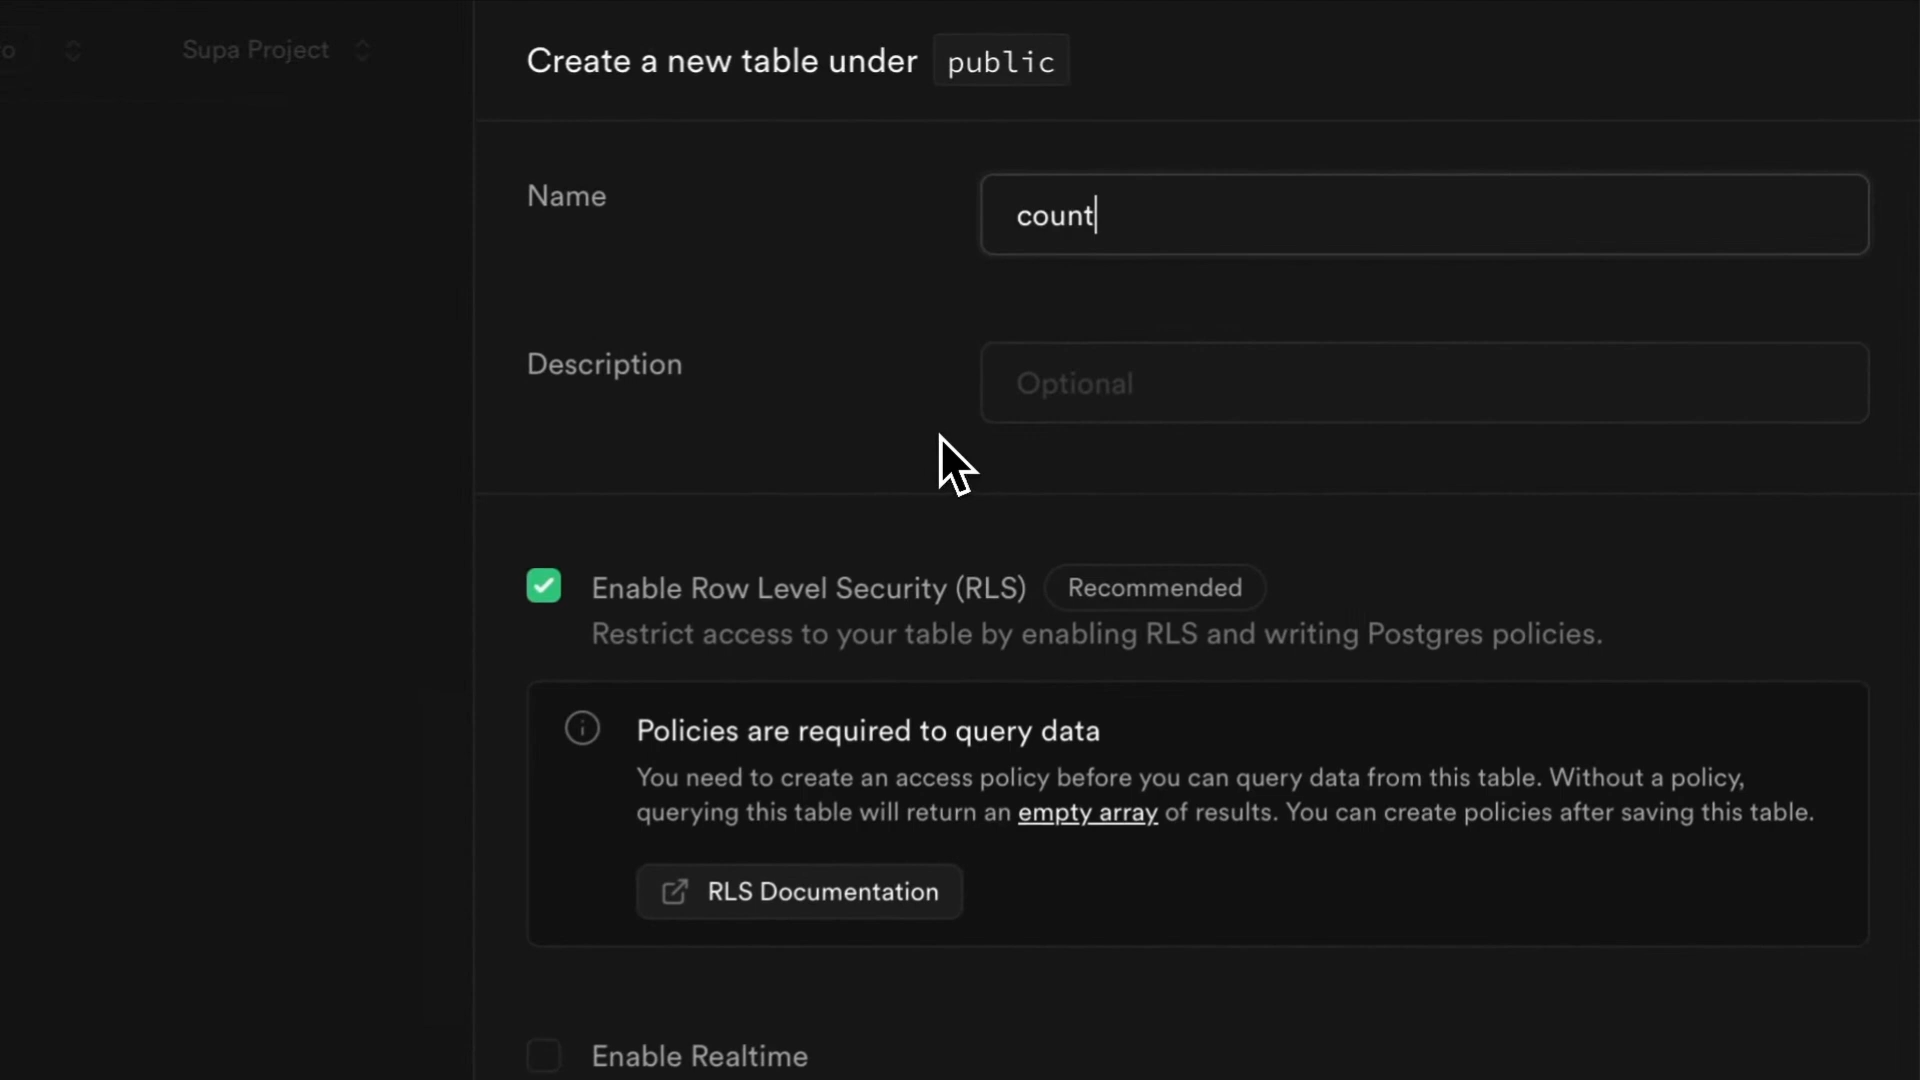 Supa Project
Create a new table under public
Name
count
Description
Optional
Enable Row Level Security (RLS) Recommended
Restrict access to your table by enabling RLS and writing Postgres policies.
Policies are required to query data
You need to create an access policy before you can query data from this table. Without a policy,
querying this table will return an empty array of results. You can create policies after saving this table.
RLS Documentation
Enable Realtime